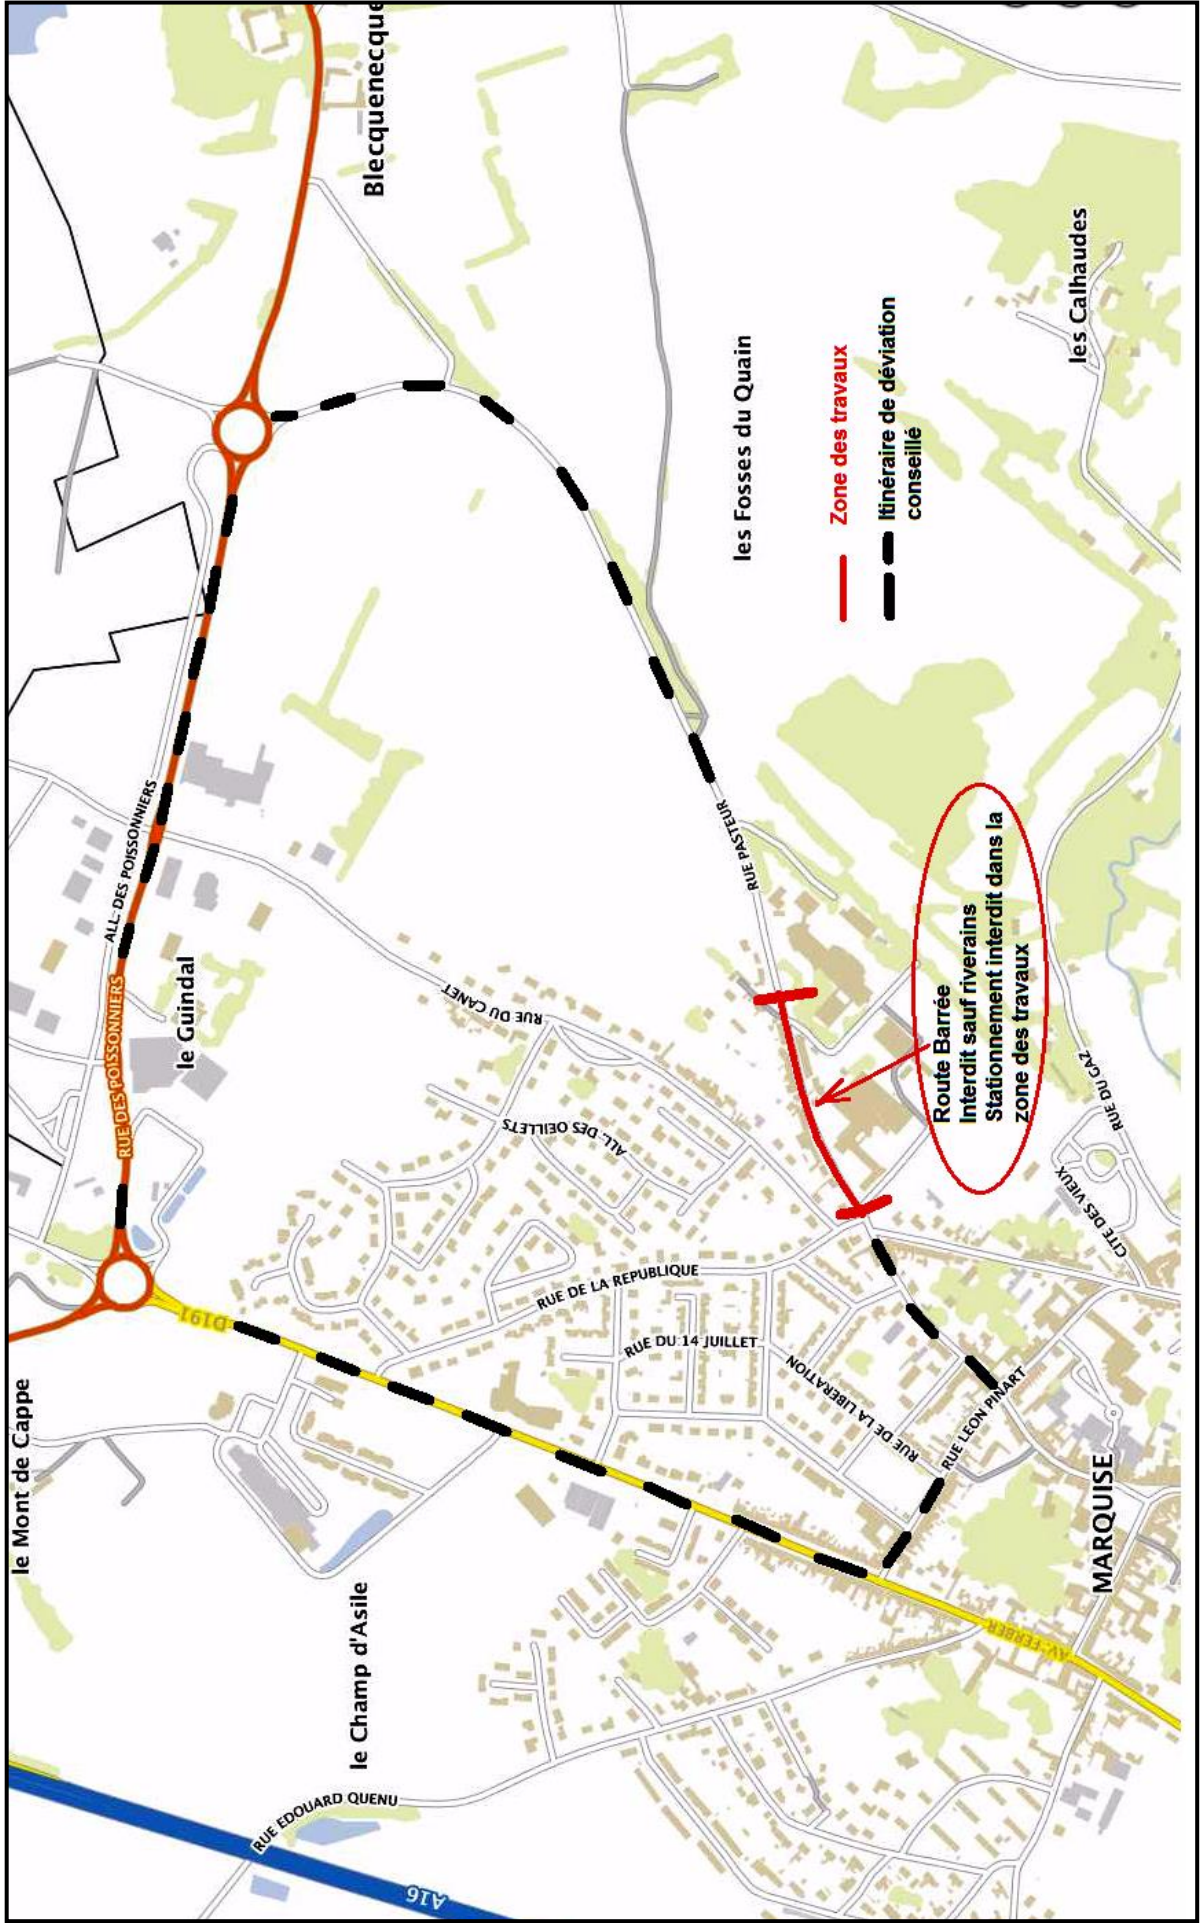 le Mont de Cappe
le Guindal
Blecquenecque
ALL. DES POISSONNIERS
RUE DES POISSONNIERS
D191
le Champ d'Asile
RUE EDOUARD QUENU
A16
RUE DU CANET
ALL. DES OEILLETS
RUE DE LA REPUBLIQUE
RUE DU 14 JUILLET
RUE DE LA LIBERATION
RUE LEON PINART
RUE PASTEUR
les Fosses du Quain
Zone des travaux
Itinéraire de déviation
conseillé
les Calhaudes
Route Barrée
Interdit sauf riverains
Stationnement interdit dans la
zone des travaux
RUE DU GAZ
CITE DES VIEUX
MARQUISE
AV. FERBER